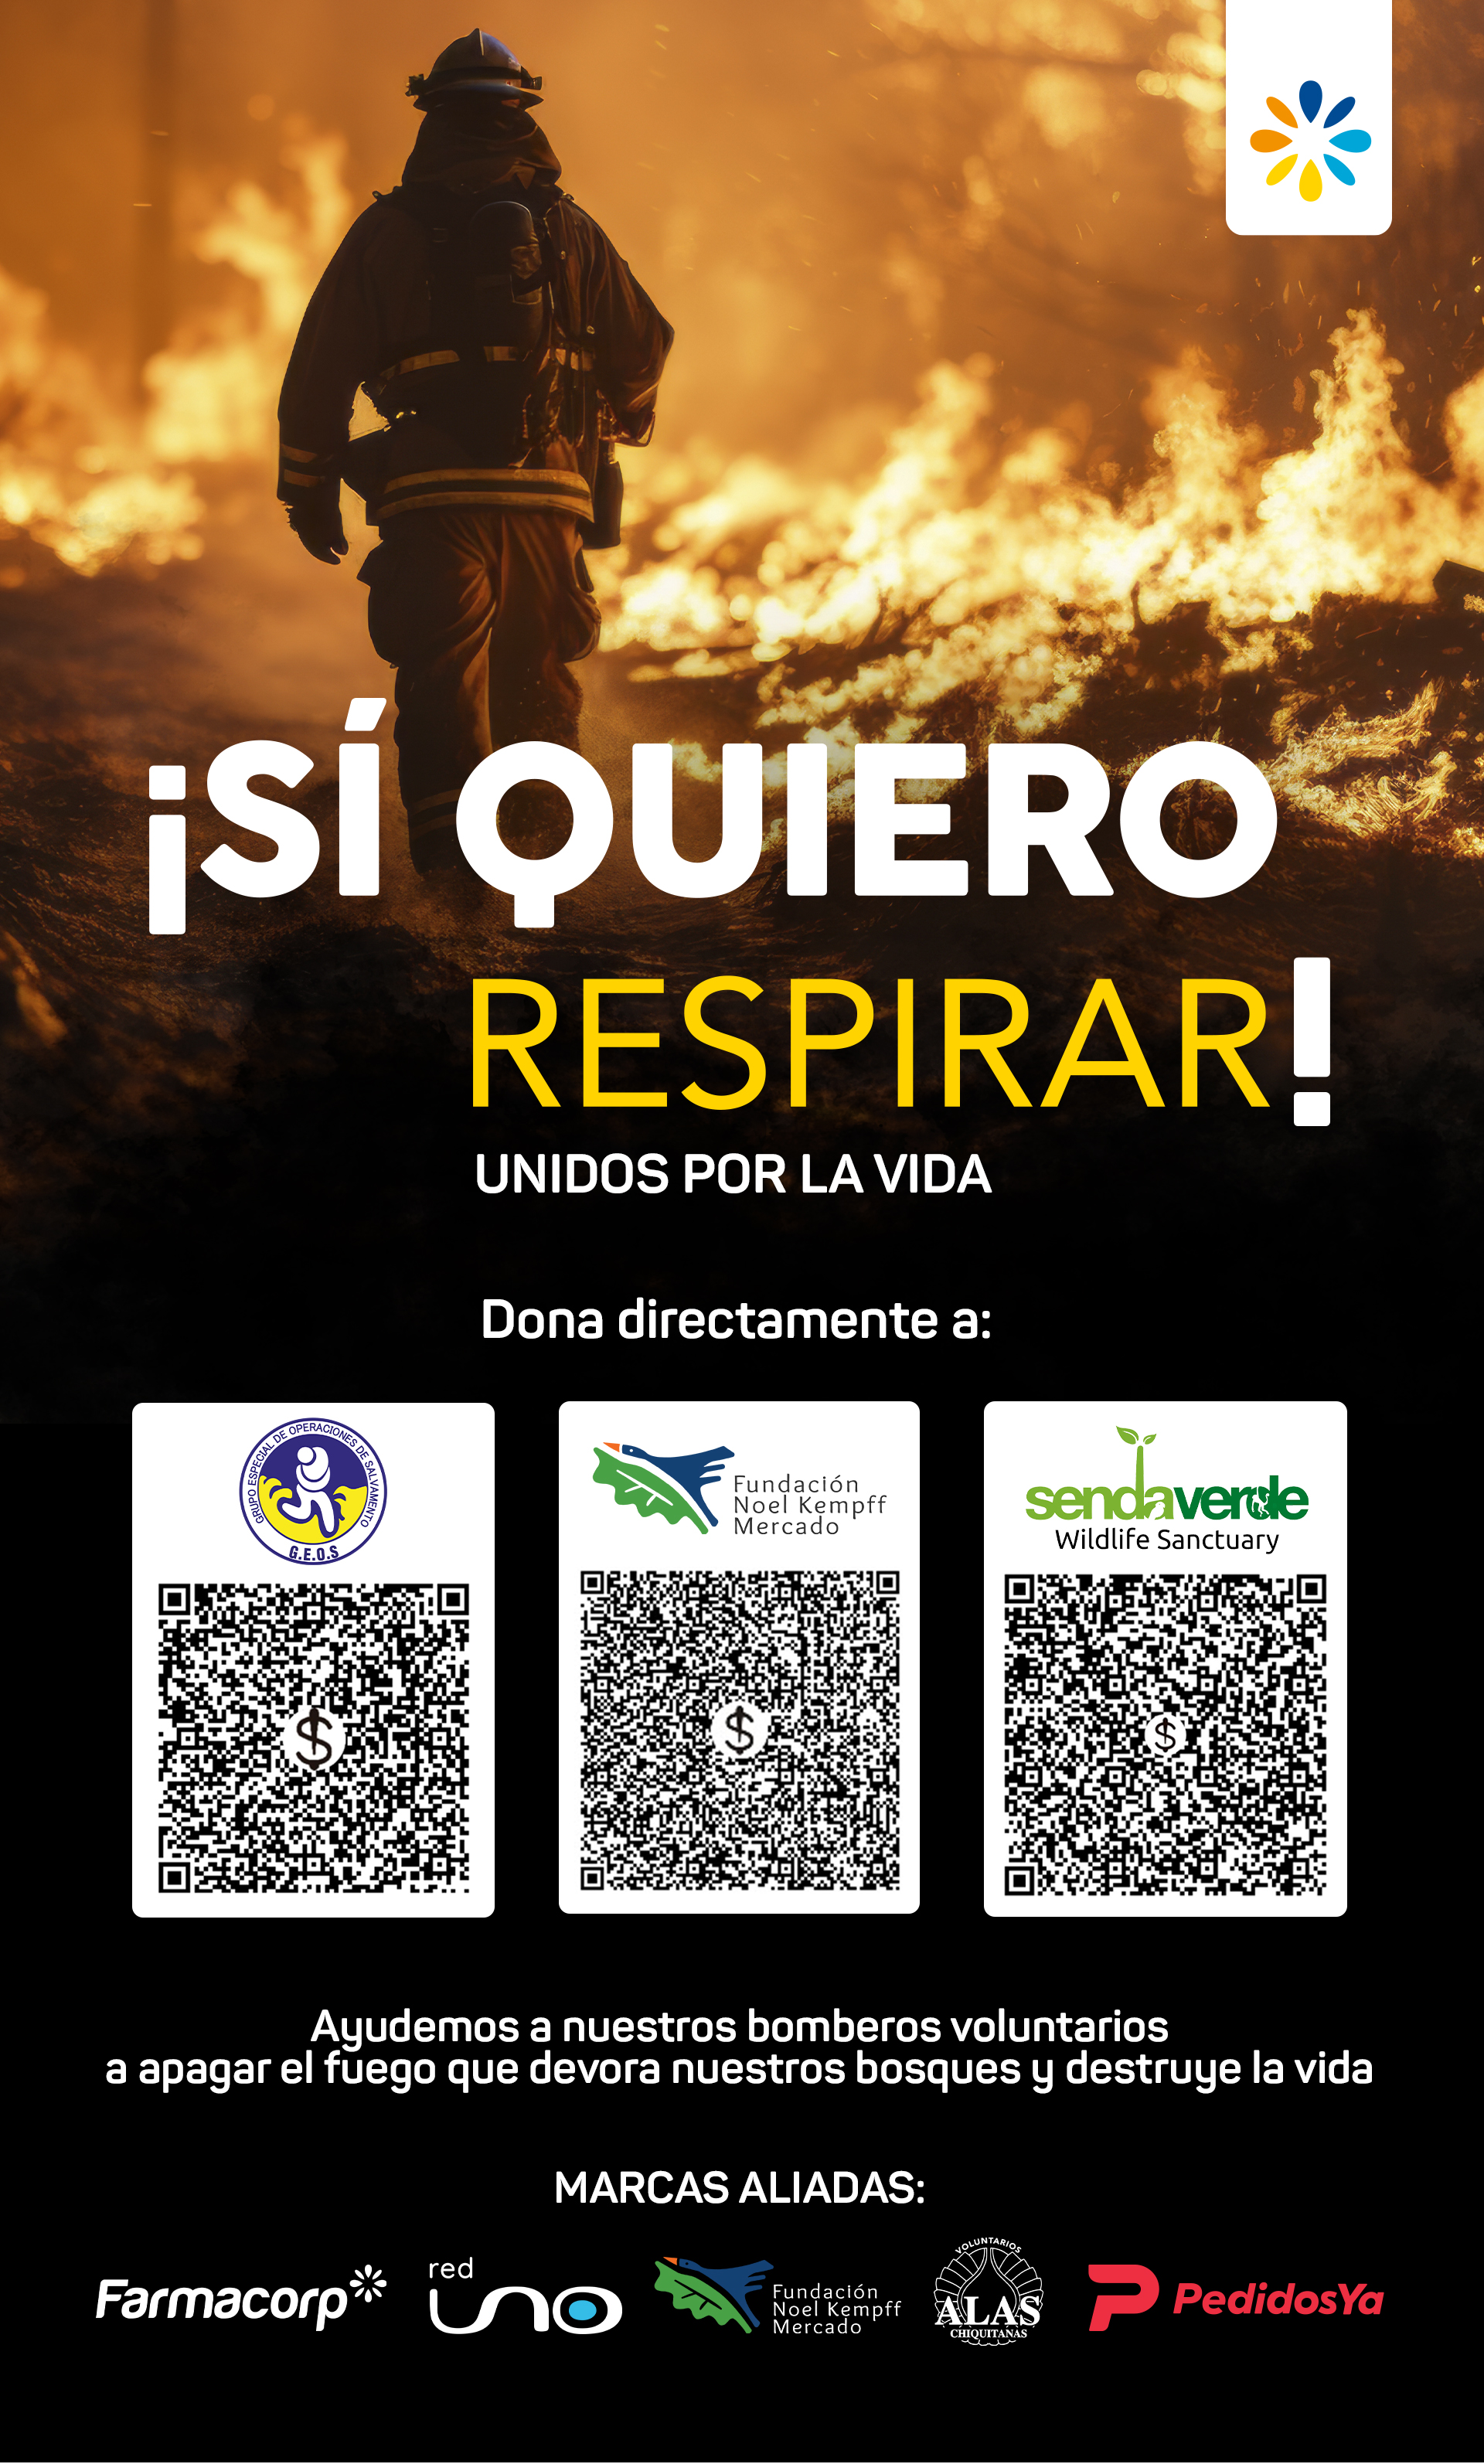 ¡SÍ QUIERO
RESPIRAR!
UNIDOS POR LA VIDA
Dona directamente a:
GRUPO ESPECIAL DE OPERACIONES DE SALVAMENTO
G.E.O.S
$
Fundación
Noel Kempff
Mercado
$
sendaverde
Wildlife Sanctuary
$
Ayudemos a nuestros bomberos voluntarios
a apagar el fuego que devora nuestros bosques y destruye la vida
MARCAS ALIADAS:
Farmacorp
red
uno
Fundación
Noel Kempff
Mercado
VOLUNTARIOS
ALAS
CHIQUITANAS
PedidosYa